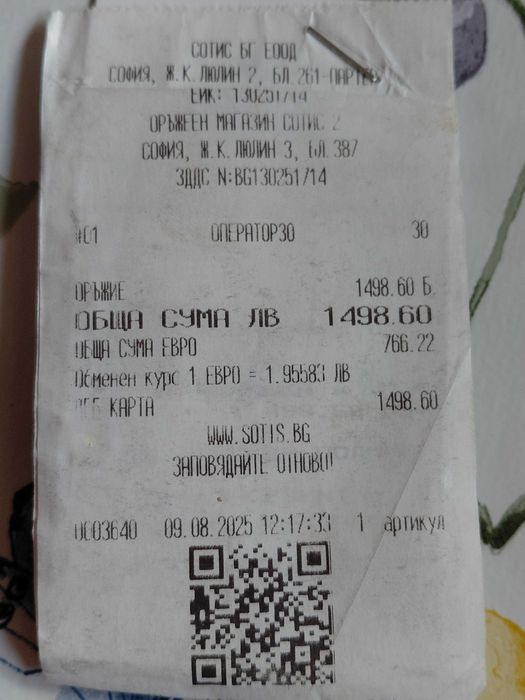 СОТИС БГ ЕООД
СОФИЯ, Ж.К.ЛЮЛИН 2, БЛ.261-ПАРТЕР
ЕИК: 130251714
ОРЪЖЕЕН МАГАЗИН СОТИС 2
СОФИЯ, Ж.К.ЛЮЛИН 3, БЛ.387
ЗДДС N:BG130251714
#01 ОПЕРАТОР30 30
ОРЪЖИЕ 1498.60 Б
ОБЩА СУМА ЛВ 1498.60
ОБЩА СУМА ЕВРО 766.22
Обменен курс 1 ЕВРО = 1.95583 ЛВ
КАРТА 1498.60
WWW.SOTIS.BG
ЗАПОВЯДАЙТЕ ОТНОВО!
0003640 09.08.2025 12:17:33 1 артикул